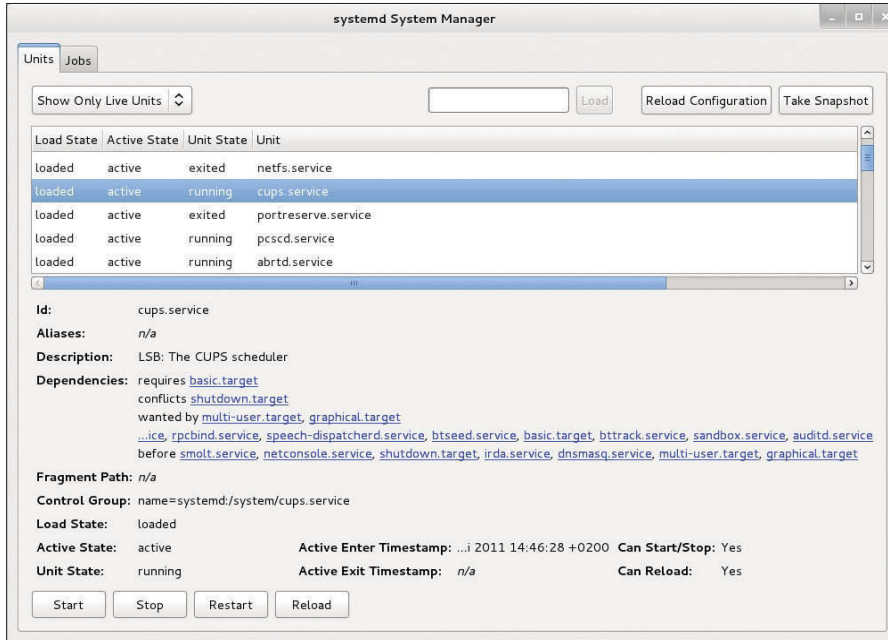 systemd System Manager
Units Jobs
Show Only Live Units Load Reload Configuration Take Snapshot
Load State Active State Unit State Unit
loaded active exited netfs.service
loaded active running cups.service
loaded active exited portreserve.service
loaded active running pcscd.service
loaded active running abrtd.service
Id: cups.service
Aliases: n/a
Description: LSB: The CUPS scheduler
Dependencies: requires basic.target
conflicts shutdown.target
wanted by multi-user.target, graphical.target
...ice, rpcbind.service, speech-dispatcherd.service, btseed.service, basic.target, bttrack.service, sandbox.service, auditd.service
before smolt.service, netconsole.service, shutdown.target, irda.service, dnsmasq.service, multi-user.target, graphical.target
Fragment Path: n/a
Control Group: name=systemd:/system/cups.service
Load State: loaded
Active State: active Active Enter Timestamp: ...i 2011 14:46:28 +0200 Can Start/Stop: Yes
Unit State: running Active Exit Timestamp: n/a Can Reload: Yes
Start Stop Restart Reload